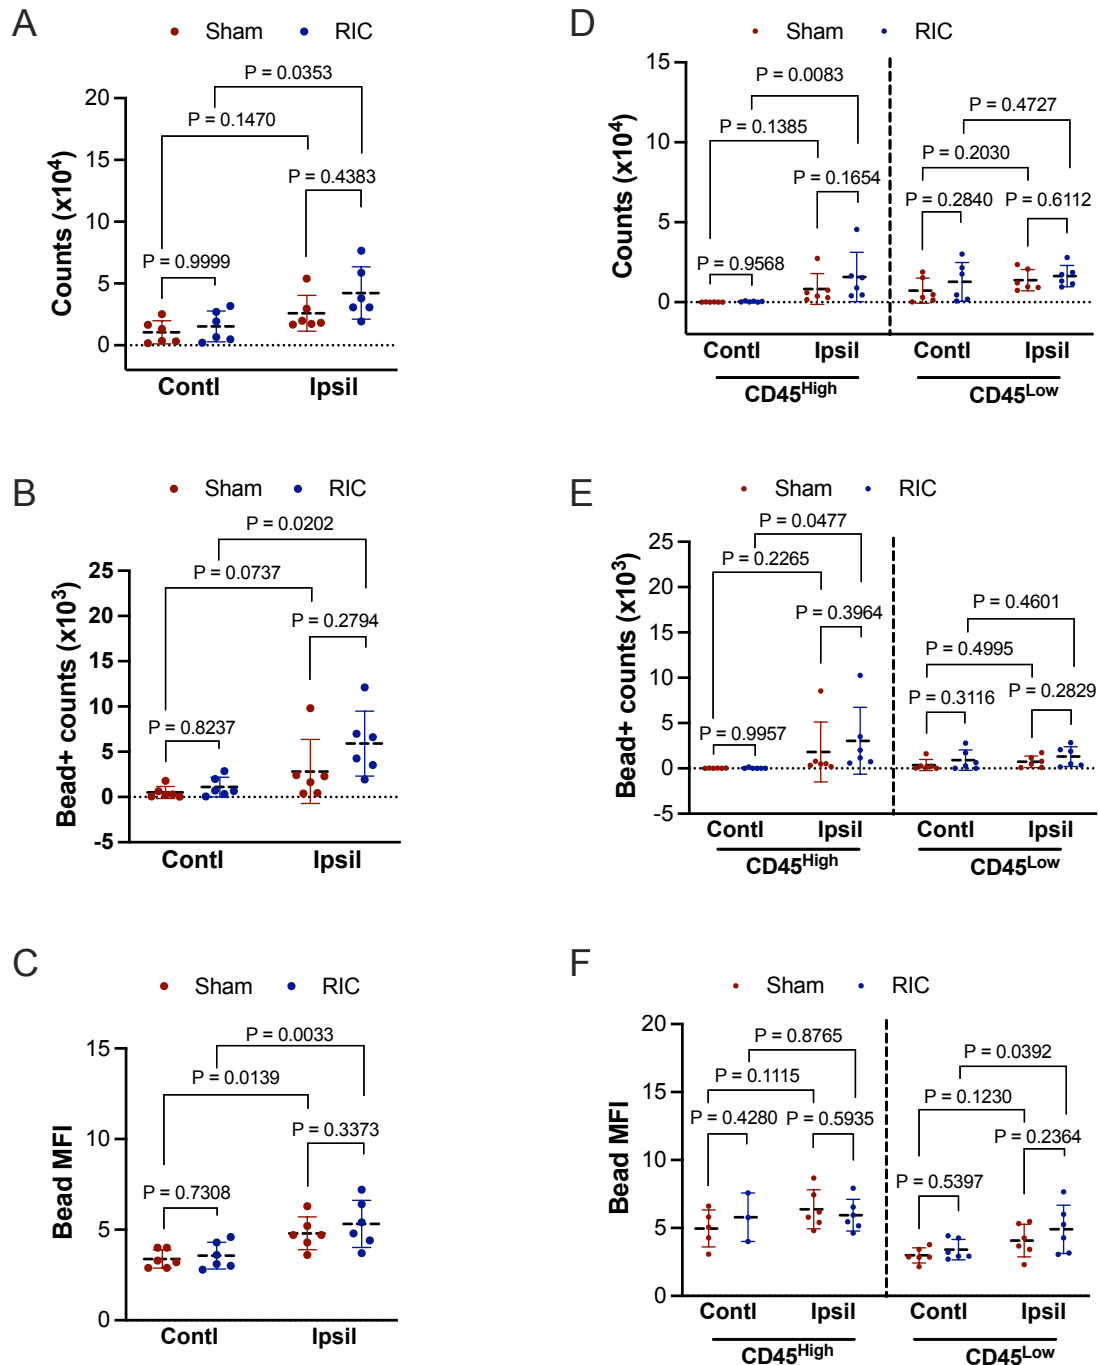 A
Sham RIC
P = 0.0353
P = 0.1470
P = 0.4383
P = 0.9999
Counts (x10⁴)
20
15
10
5
0
Contl Ipsil
B
Sham RIC
P = 0.0202
P = 0.0737
P = 0.2794
P = 0.8237
Bead+ counts (x10³)
25
20
15
10
5
0
-5
Contl Ipsil
C
Sham RIC
P = 0.0033
P = 0.0139
P = 0.3373
P = 0.7308
Bead MFI
15
10
5
0
Contl Ipsil
D
Sham RIC
P = 0.0083
P = 0.1385
P = 0.1654
P = 0.9568
P = 0.4727
P = 0.2030
P = 0.2840
P = 0.6112
Counts (x10⁴)
15
10
5
0
Contl Ipsil Contl Ipsil
CD45High CD45Low
E
Sham RIC
P = 0.0477
P = 0.2265
P = 0.3964
P = 0.9957
P = 0.4601
P = 0.4995
P = 0.3116
P = 0.2829
Bead+ counts (x10³)
25
20
15
10
5
0
-5
Contl Ipsil Contl Ipsil
CD45High CD45Low
F
Sham RIC
P = 0.8765
P = 0.1115
P = 0.4280
P = 0.5935
P = 0.0392
P = 0.1230
P = 0.2364
P = 0.5397
Bead MFI
20
15
10
5
0
Contl Ipsil Contl Ipsil
CD45High CD45Low